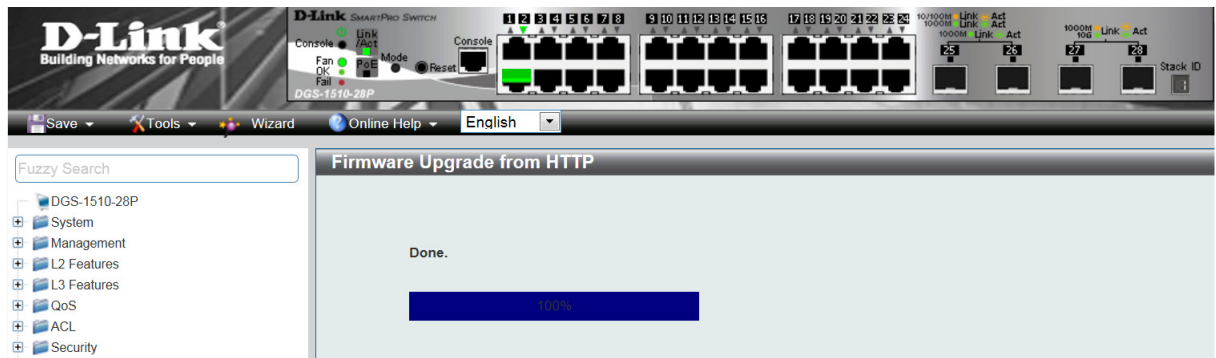 D-Link
Building Networks for People
D-Link SmartPro Switch
Console
Link
/Act
Fan
OK
Fail
PoE
Mode
Reset
Console
DGS-1510-28P
1 2 3 4 5 6 7 8
9 10 11 12 13 14 15 16
17 18 19 20 21 22 23 24
10/100M Link Act
1000M Link Act
1000M Link Act
25 26
1000M Link Act
10G
27 28
Stack ID
Save
Tools
Wizard
Online Help
English
Fuzzy Search
DGS-1510-28P
System
Management
L2 Features
L3 Features
QoS
ACL
Security
Firmware Upgrade from HTTP
Done.
100%